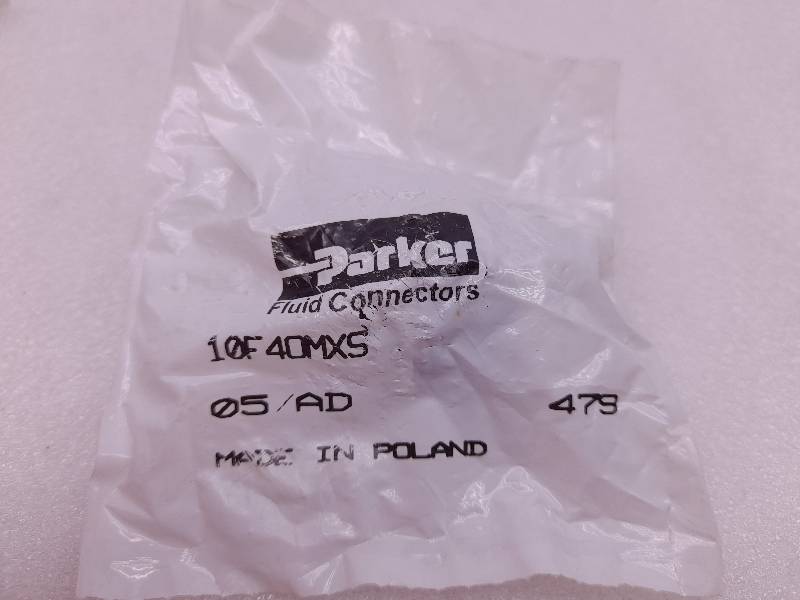 Parker
Fluid Connectors
10F40MXS
05/AD 479
MADE IN POLAND